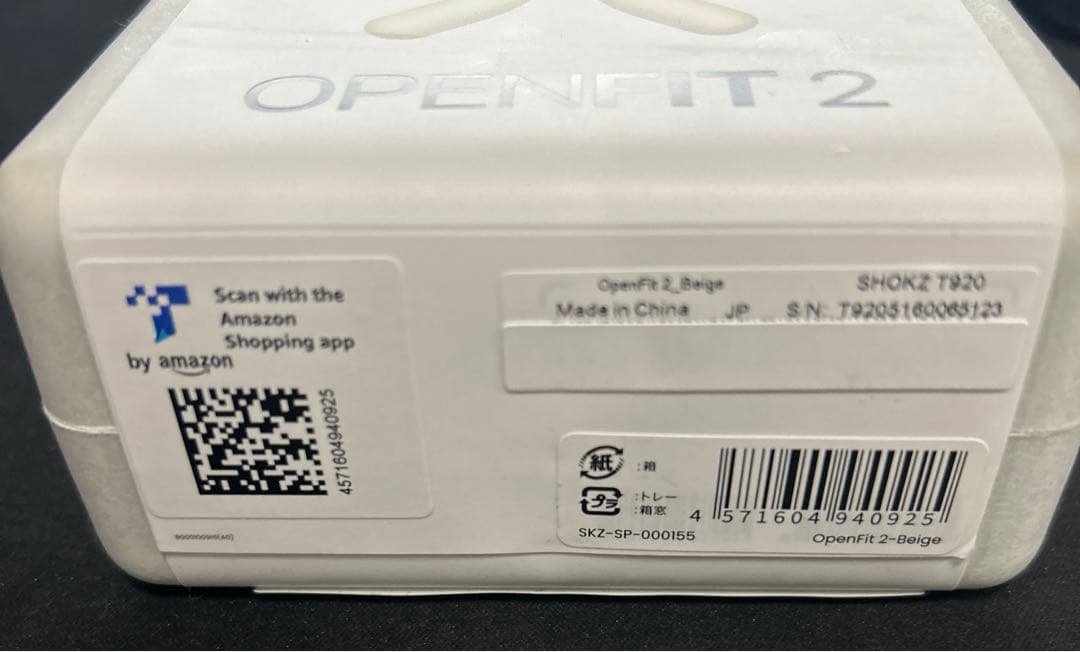 OPENFIT 2
Scan with the
Amazon
Shopping app
by amazon
4571604940925
OpenFit 2_Beige SHOKZ T920
Made in China JP S/N: T9205160065123
紙 :箱
プラ :トレー
:箱窓
4 571604 940925
SKZ-SP-000155 OpenFit 2-Beige